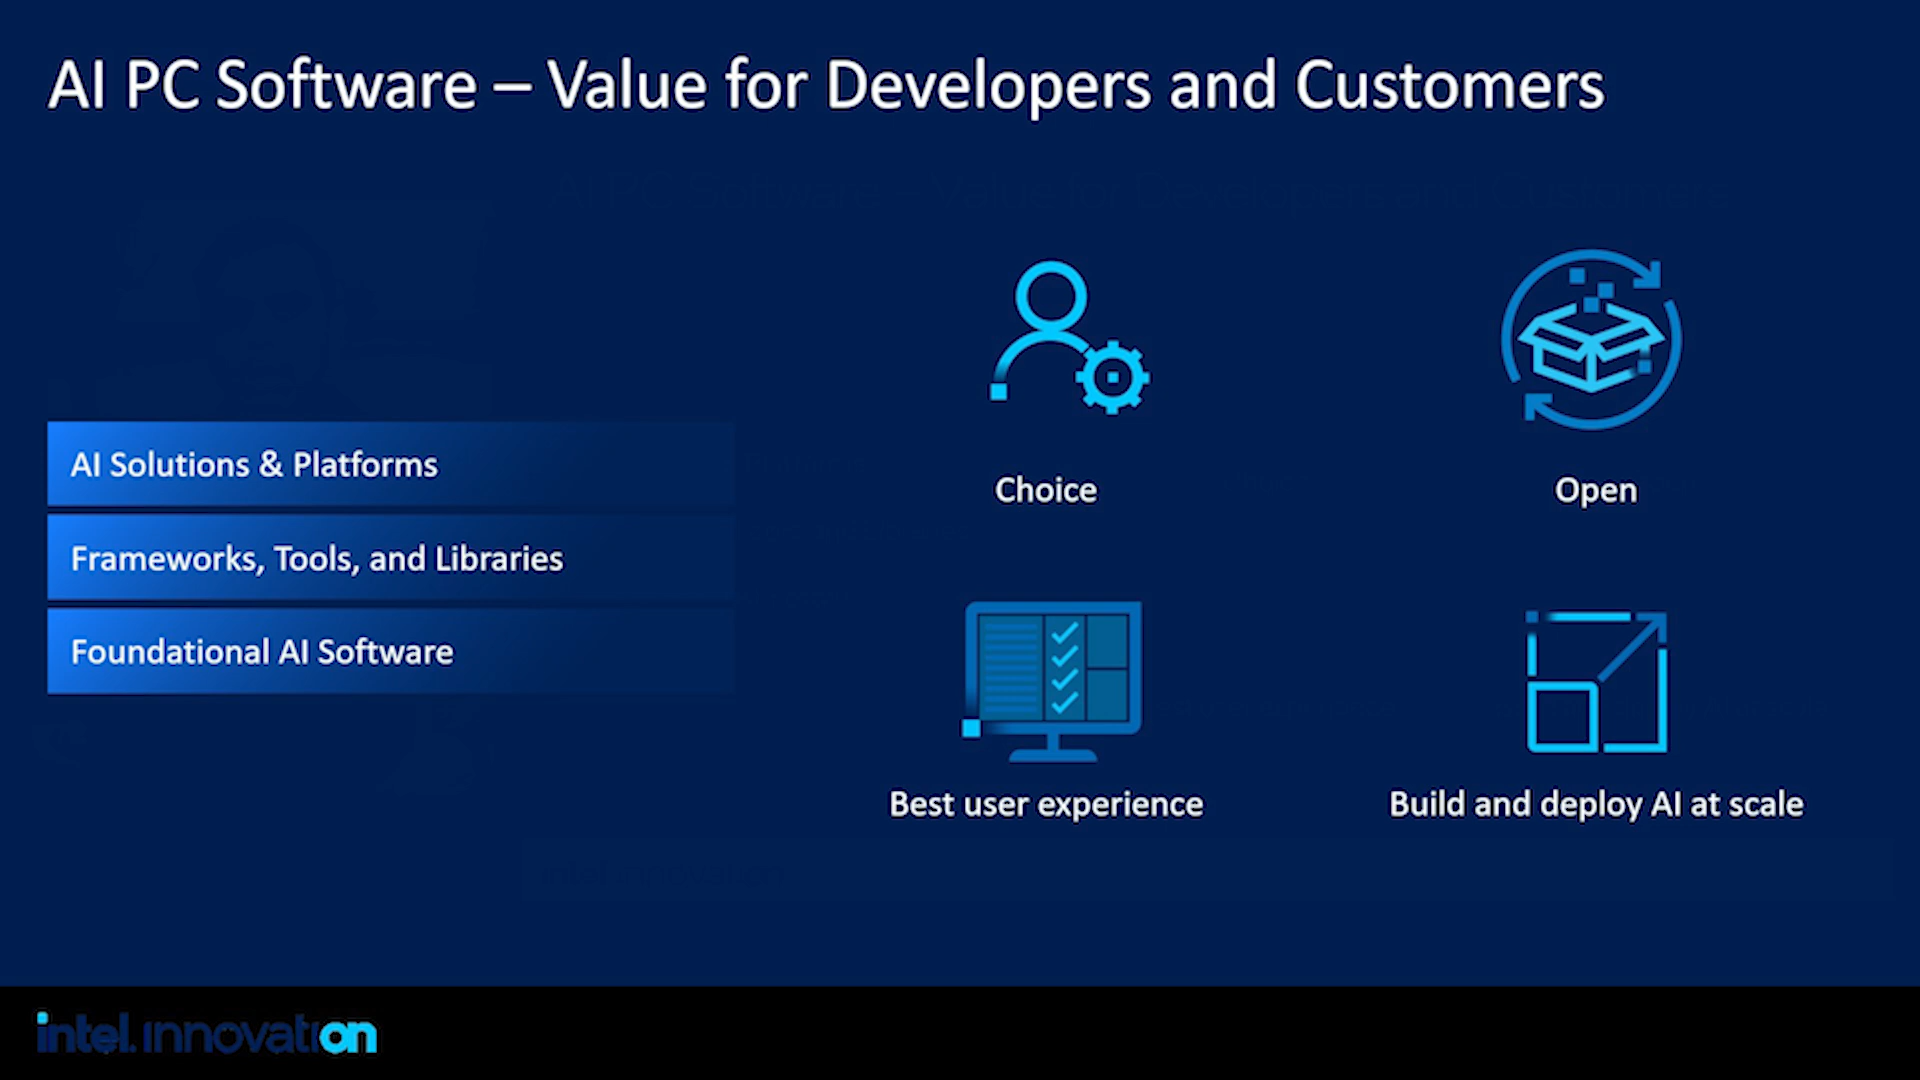 AI PC Software – Value for Developers and Customers
AI Solutions & Platforms
Frameworks, Tools, and Libraries
Foundational AI Software
Choice
Open
Best user experience
Build and deploy AI at scale
intel. innovation